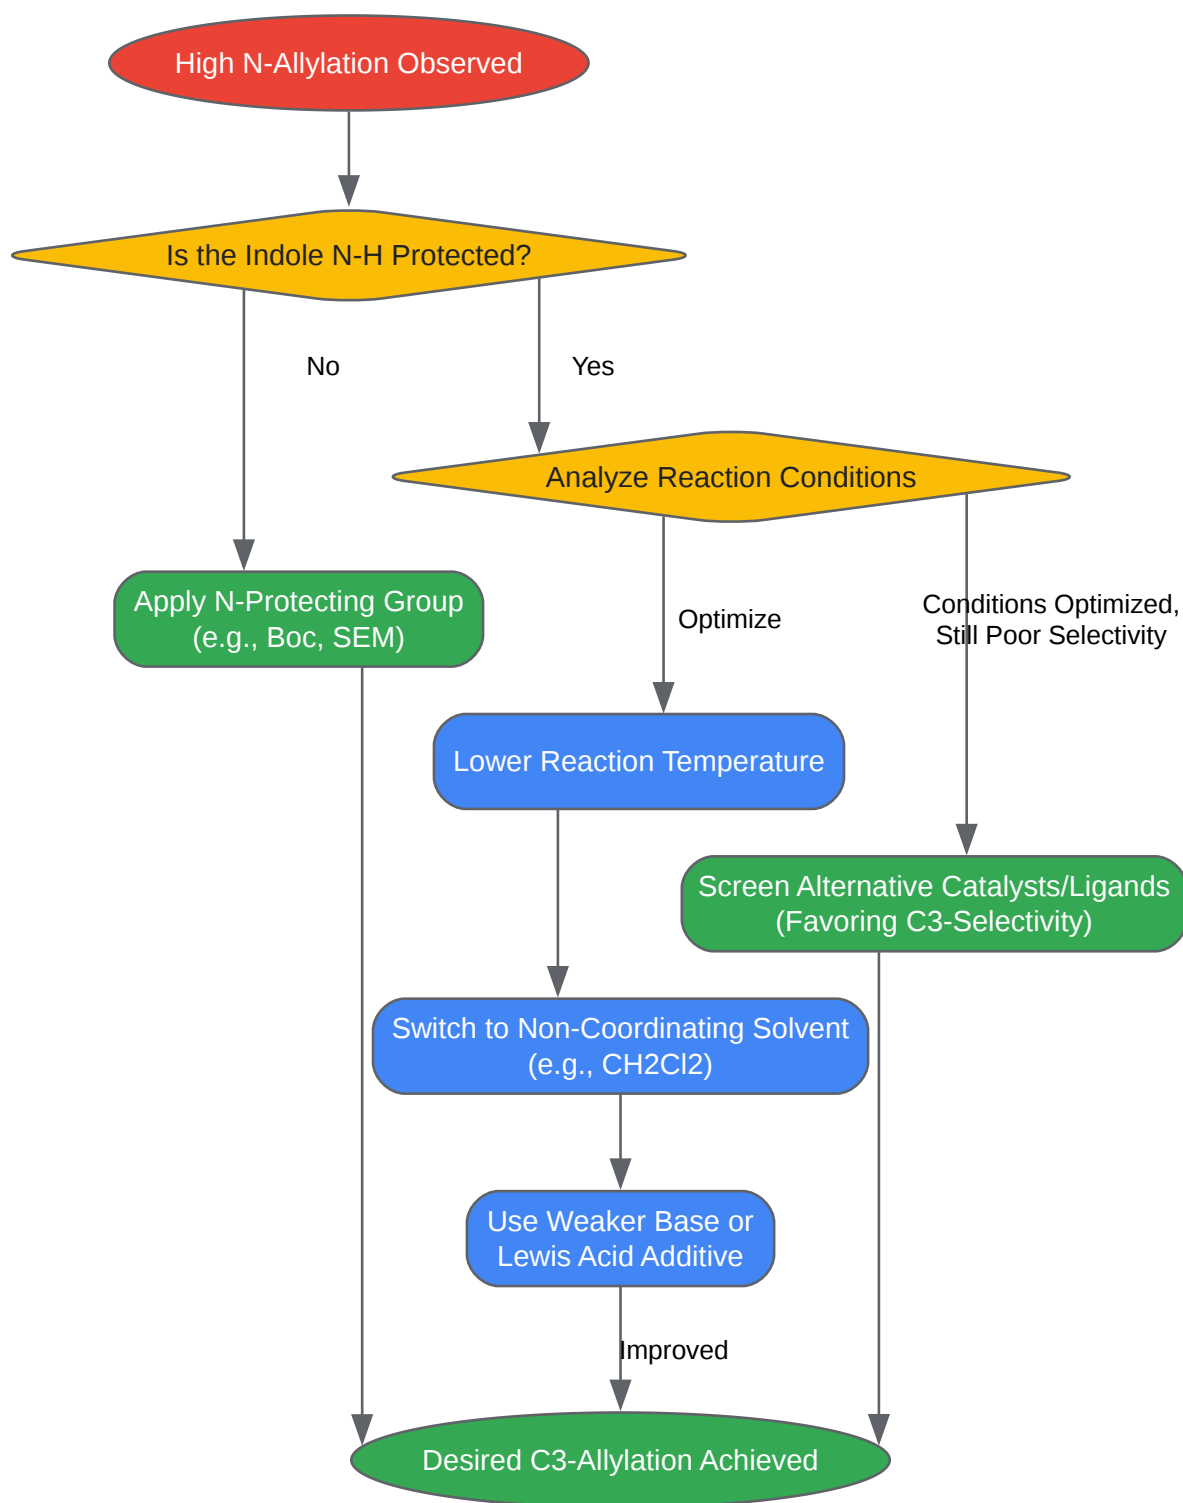 High N-Allylation Observed
Is the Indole N-H Protected?
No
Yes
Analyze Reaction Conditions
Apply N-Protecting Group
(e.g., Boc, SEM)
Optimize
Conditions Optimized,
Still Poor Selectivity
Lower Reaction Temperature
Screen Alternative Catalysts/Ligands
(Favoring C3-Selectivity)
Switch to Non-Coordinating Solvent
(e.g., CH2Cl2)
Use Weaker Base or
Lewis Acid Additive
Improved
Desired C3-Allylation Achieved